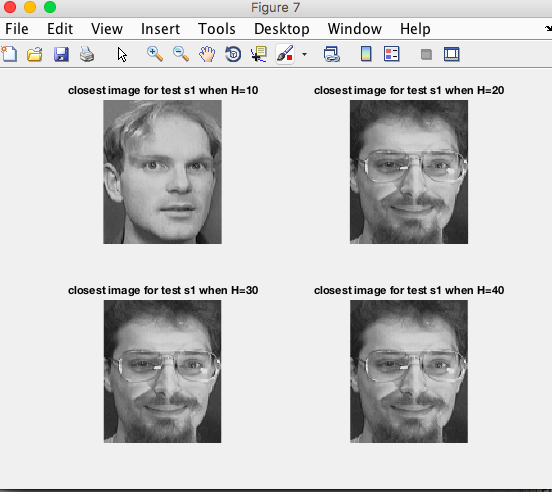 Figure 7
File Edit View Insert Tools Desktop Window Help
closest image for test s1 when H=10
closest image for test s1 when H=20
closest image for test s1 when H=30
closest image for test s1 when H=40